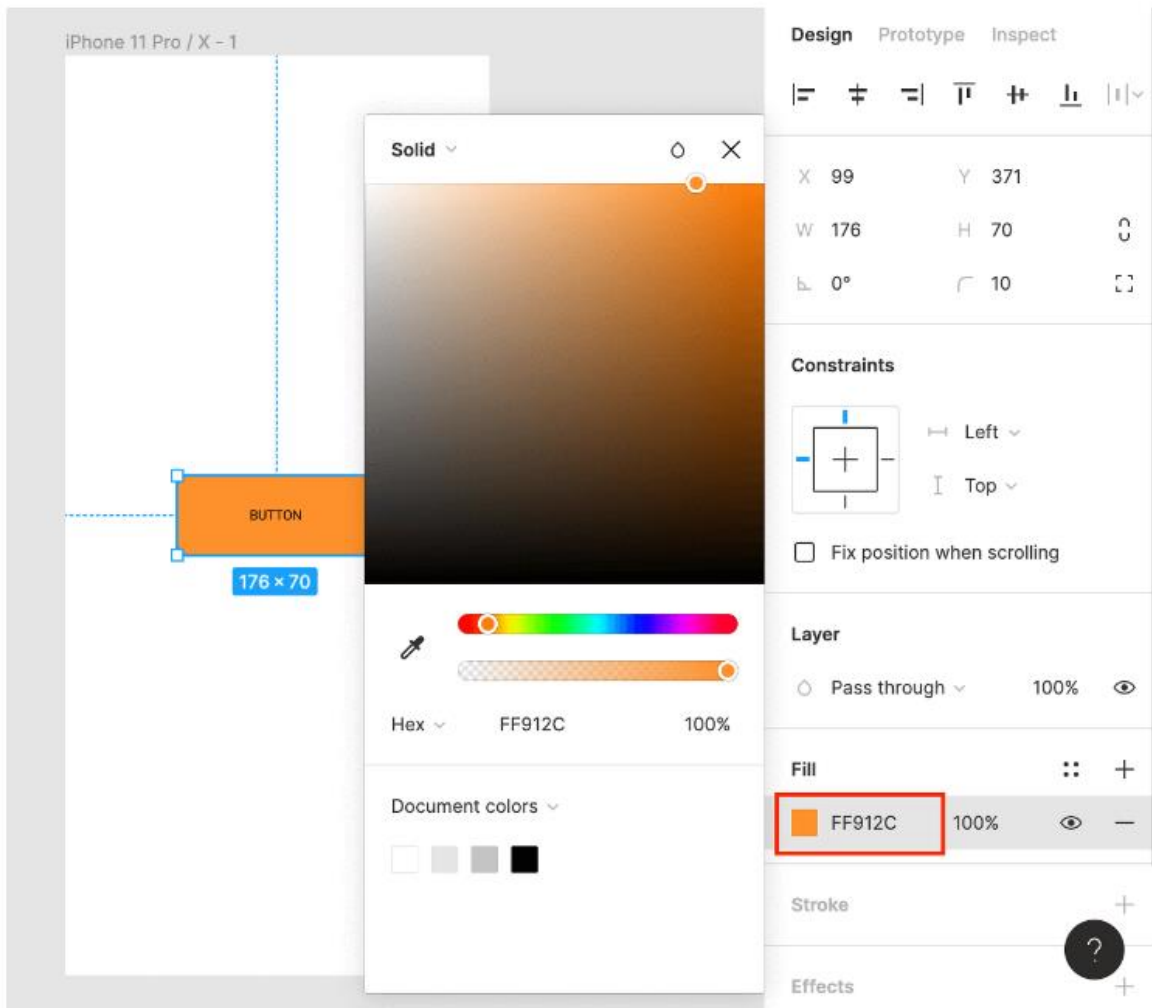 iPhone 11 Pro / X - 1
BUTTON
176 × 70
Solid
Hex FF912C 100%
Document colors
Design Prototype Inspect
X 99 Y 371
W 176 H 70
0° 10
Constraints
Left
Top
Fix position when scrolling
Layer
Pass through 100%
Fill
FF912C 100%
Stroke
?
Effects